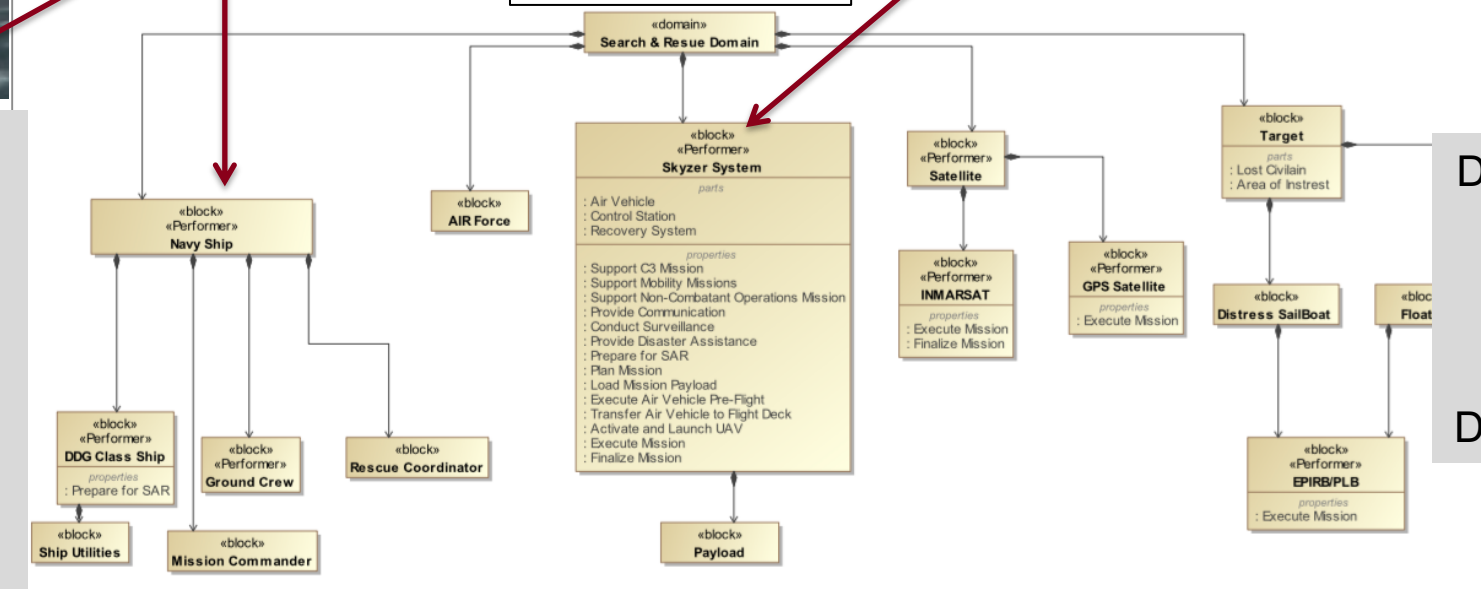 «domain»
Search & Resue Domain
«block»
«Performer»
Navy Ship
«block»
AIR Force
«block»
«Performer»
Skyzer System
parts
: Air Vehicle
: Control Station
: Recovery System
properties
: Support C3 Mission
: Support Mobility Missions
: Support Non-Combatant Operations Mission
: Provide Communication
: Conduct Surveillance
: Provide Disaster Assistance
: Prepare for SAR
: Plan Mission
: Load Mission Payload
: Execute Air Vehicle Pre-Flight
: Transfer Air Vehicle to Flight Deck
: Activate and Launch UAV
: Execute Mission
: Finalize Mission
«block»
«Performer»
Satellite
«block»
Target
parts
: Lost Civilain
: Area of Instrest
D
«block»
«Performer»
INMARSAT
properties
: Execute Mission
: Finalize Mission
«block»
«Performer»
GPS Satellite
properties
: Execute Mission
«block»
Distress SailBoat
«bloc
Float
«block»
«Performer»
DDG Class Ship
properties
: Prepare for SAR
«block»
«Performer»
Ground Crew
«block»
Rescue Coordinator
«block»
«Performer»
EPIRB/PLB
properties
: Execute Mission
D
«block»
Ship Utilities
«block»
Mission Commander
«block»
Payload